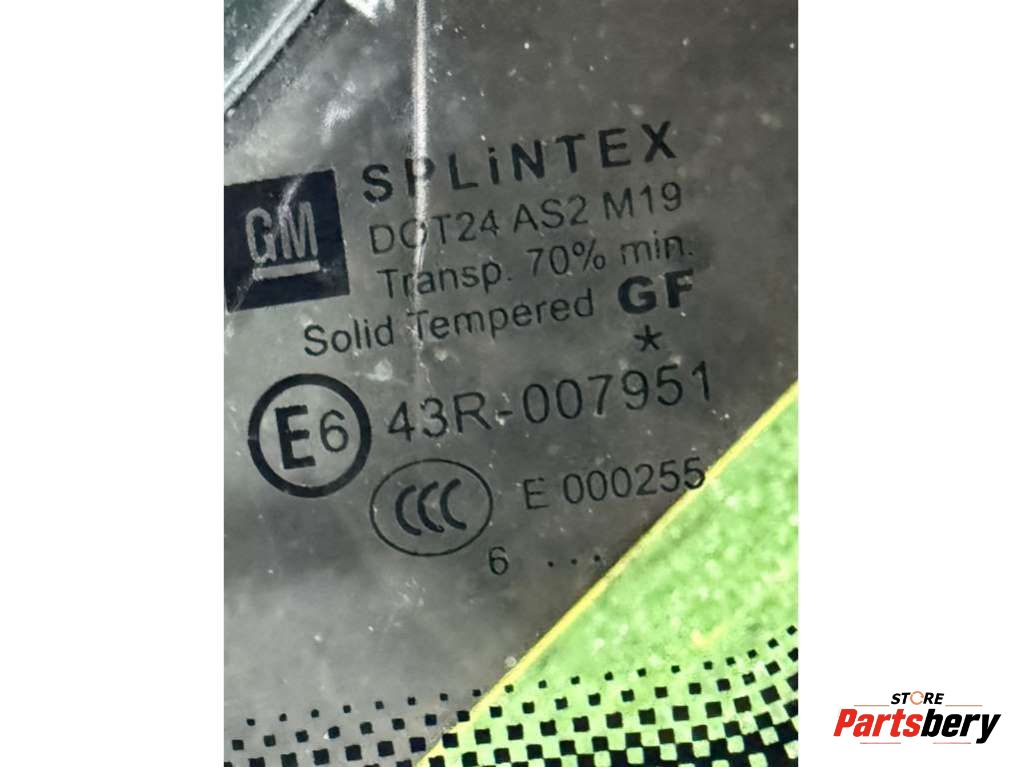 SPLiNTEX
GM
DOT24 AS2 M19
Transp. 70% min.
Solid Tempered GF
*
E6 43R-007951
CCC E 000255
6 ...
STORE
Partsbery